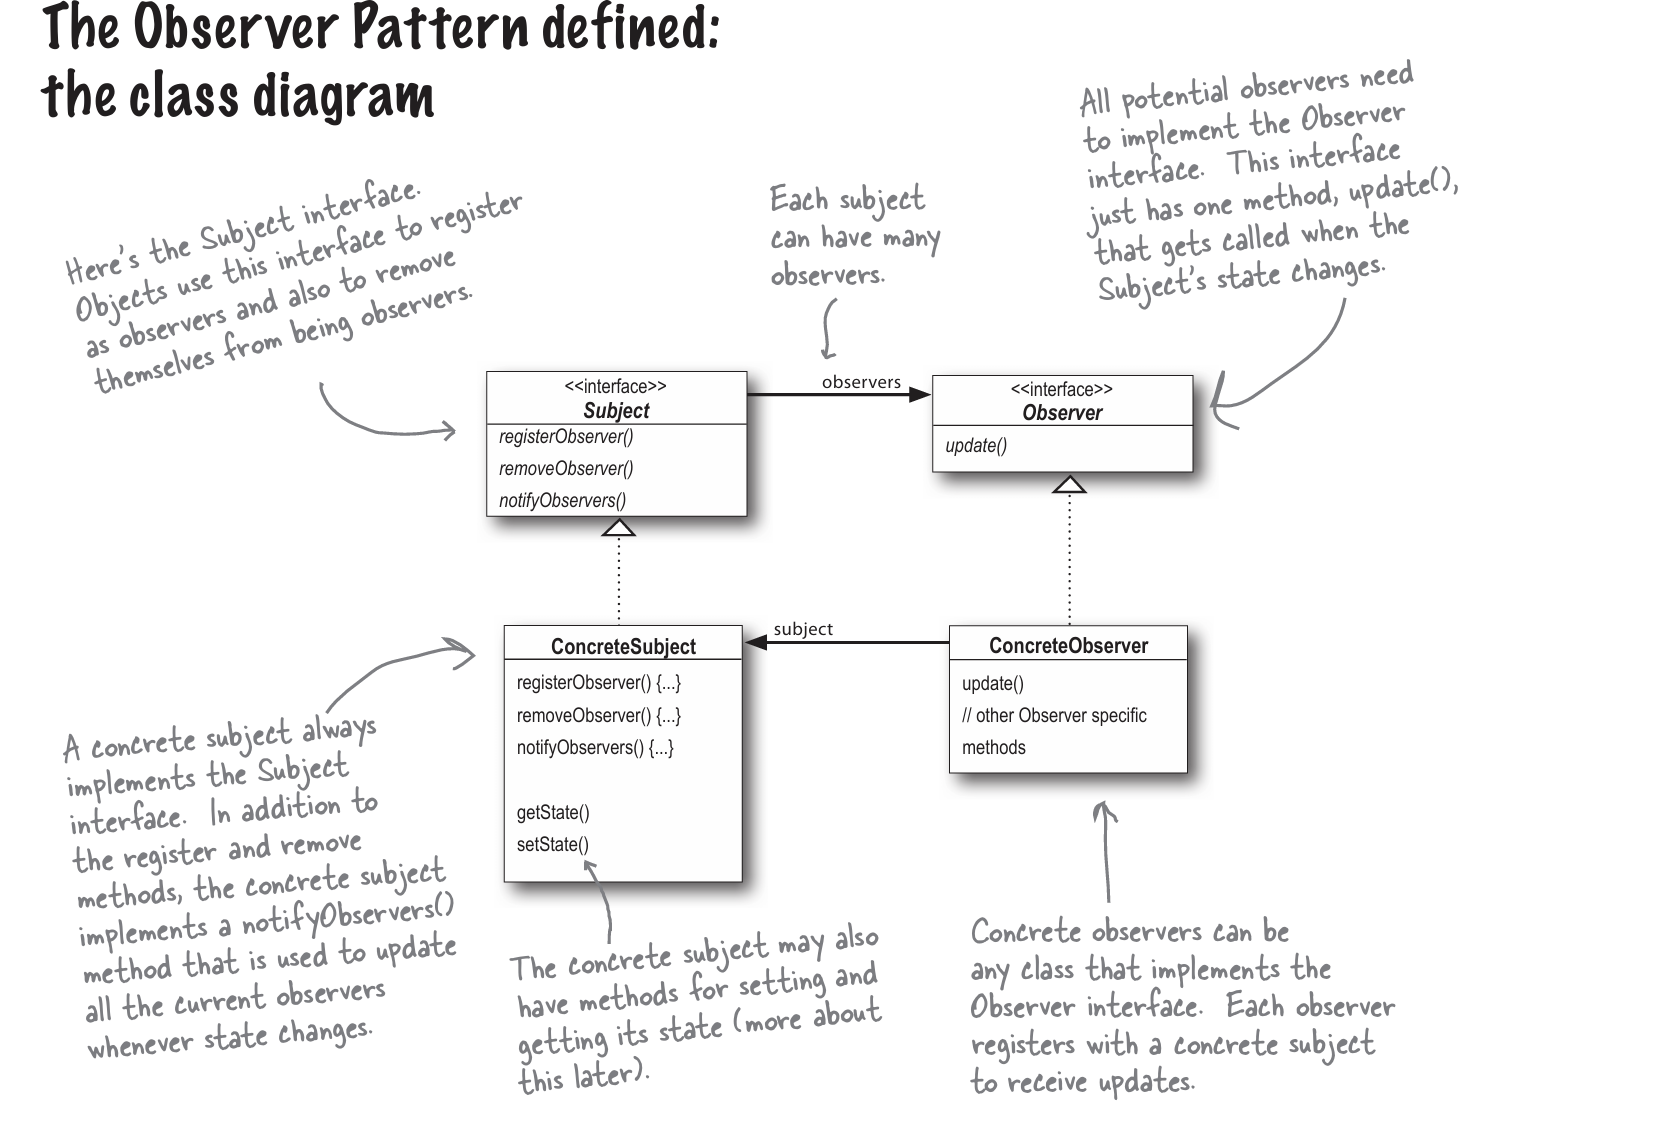 The Observer Pattern defined:
the class diagram
All potential observers need
to implement the Observer
interface. This interface
just has one method, update(),
that gets called when the
Subject's state changes.
Each subject
can have many
observers.
Here's the Subject interface.
Objects use this interface to register
as observers and also to remove
themselves from being observers.
<<interface>>
Subject
registerObserver()
removeObserver()
notifyObservers()
observers
<<interface>>
Observer
update()
subject
ConcreteSubject
registerObserver() {...}
removeObserver() {...}
notifyObservers() {...}
getState()
setState()
ConcreteObserver
update()
// other Observer specific
methods
A concrete subject always
implements the Subject
interface. In addition to
the register and remove
methods, the concrete subject
implements a notifyObservers()
method that is used to update
all the current observers
whenever state changes.
The concrete subject may also
have methods for setting and
getting its state (more about
this later).
Concrete observers can be
any class that implements the
Observer interface. Each observer
registers with a concrete subject
to receive updates.